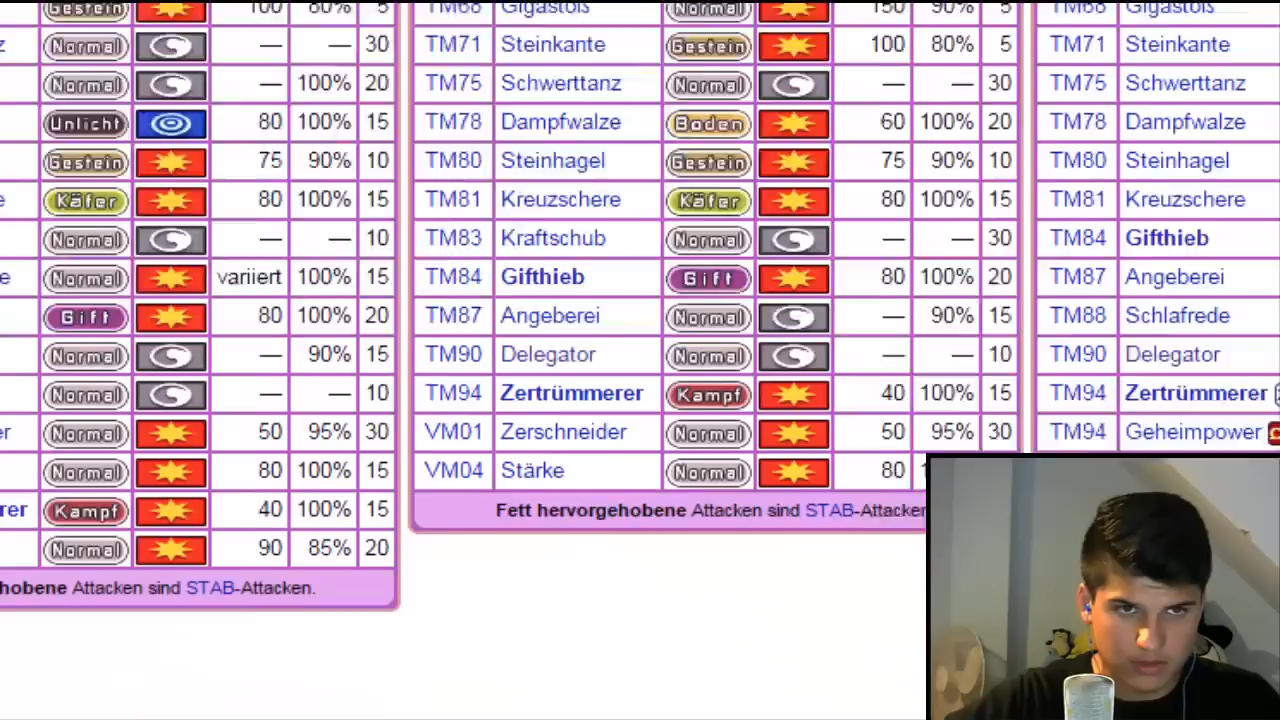 Gestein 100 80% 5 TM68 Gigastoß Normal 150 90% 5 TM68 Gigastoß
z Normal — — 30 TM71 Steinkante Gestein 100 80% 5 TM71 Steinkante
Normal — 100% 20 TM75 Schwerttanz Normal — — 30 TM75 Schwerttanz
Unlicht 80 100% 15 TM78 Dampfwalze Boden 60 100% 20 TM78 Dampfwalze
Gestein 75 90% 10 TM80 Steinhagel Gestein 75 90% 10 TM80 Steinhagel
e Käfer 80 100% 15 TM81 Kreuzschere Käfer 80 100% 15 TM81 Kreuzschere
Normal — — 10 TM83 Kraftschub Normal — — 30 TM84 Gifthieb
e Normal variiert 100% 15 TM84 Gifthieb Gift 80 100% 20 TM87 Angeberei
Gift 80 100% 20 TM87 Angeberei Normal — 90% 15 TM88 Schlafrede
Normal — 90% 15 TM90 Delegator Normal — — 10 TM90 Delegator
Normal — — 10 TM94 Zertrümmerer Kampf 40 100% 15 TM94 Zertrümmerer
er Normal 50 95% 30 VM01 Zerschneider Normal 50 95% 30 TM94 Geheimpower
Normal 80 100% 15 VM04 Stärke Normal 80 1
rer Kampf 40 100% 15 Fett hervorgehobene Attacken sind STAB-Attacken
Normal 90 85% 20
hobene Attacken sind STAB-Attacken.